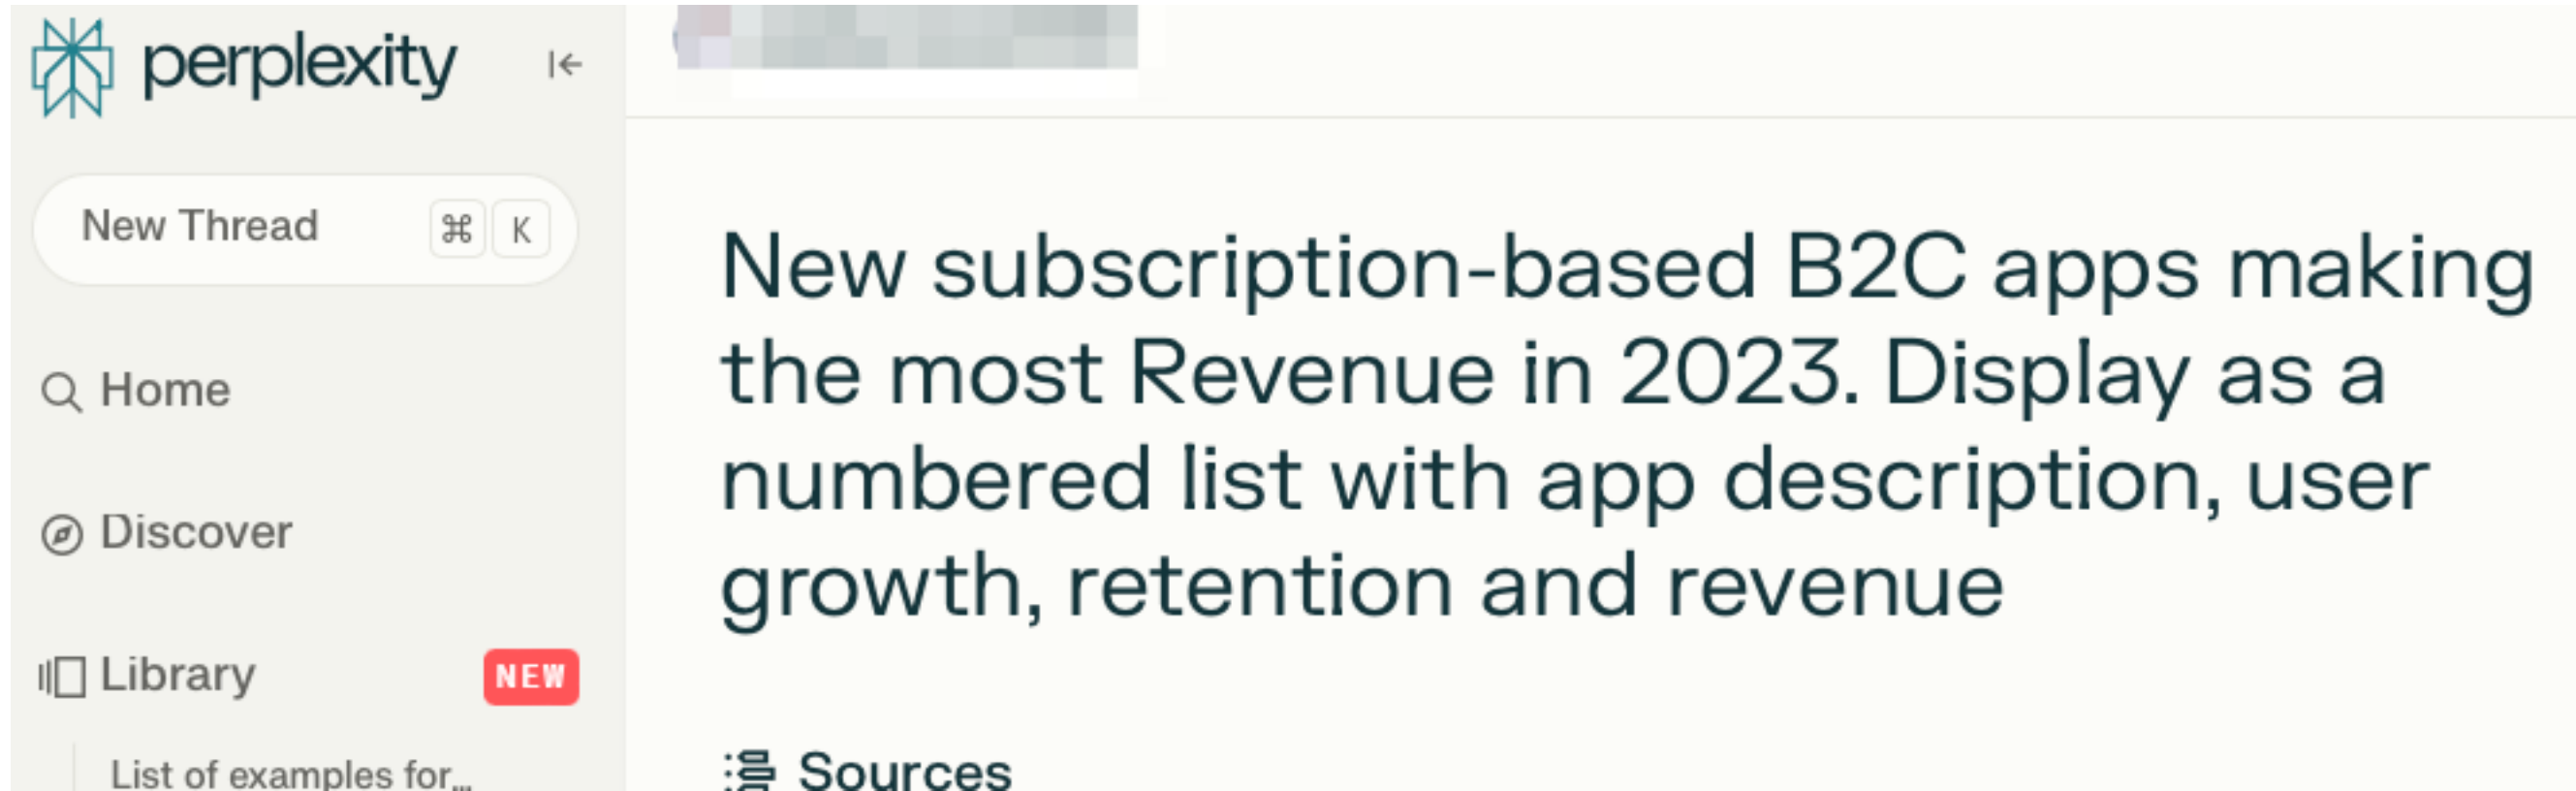 perplexity
New Thread ⌘ K
Home
Discover
Library NEW
List of examples for...
New subscription-based B2C apps making
the most Revenue in 2023. Display as a
numbered list with app description, user
growth, retention and revenue
Sources